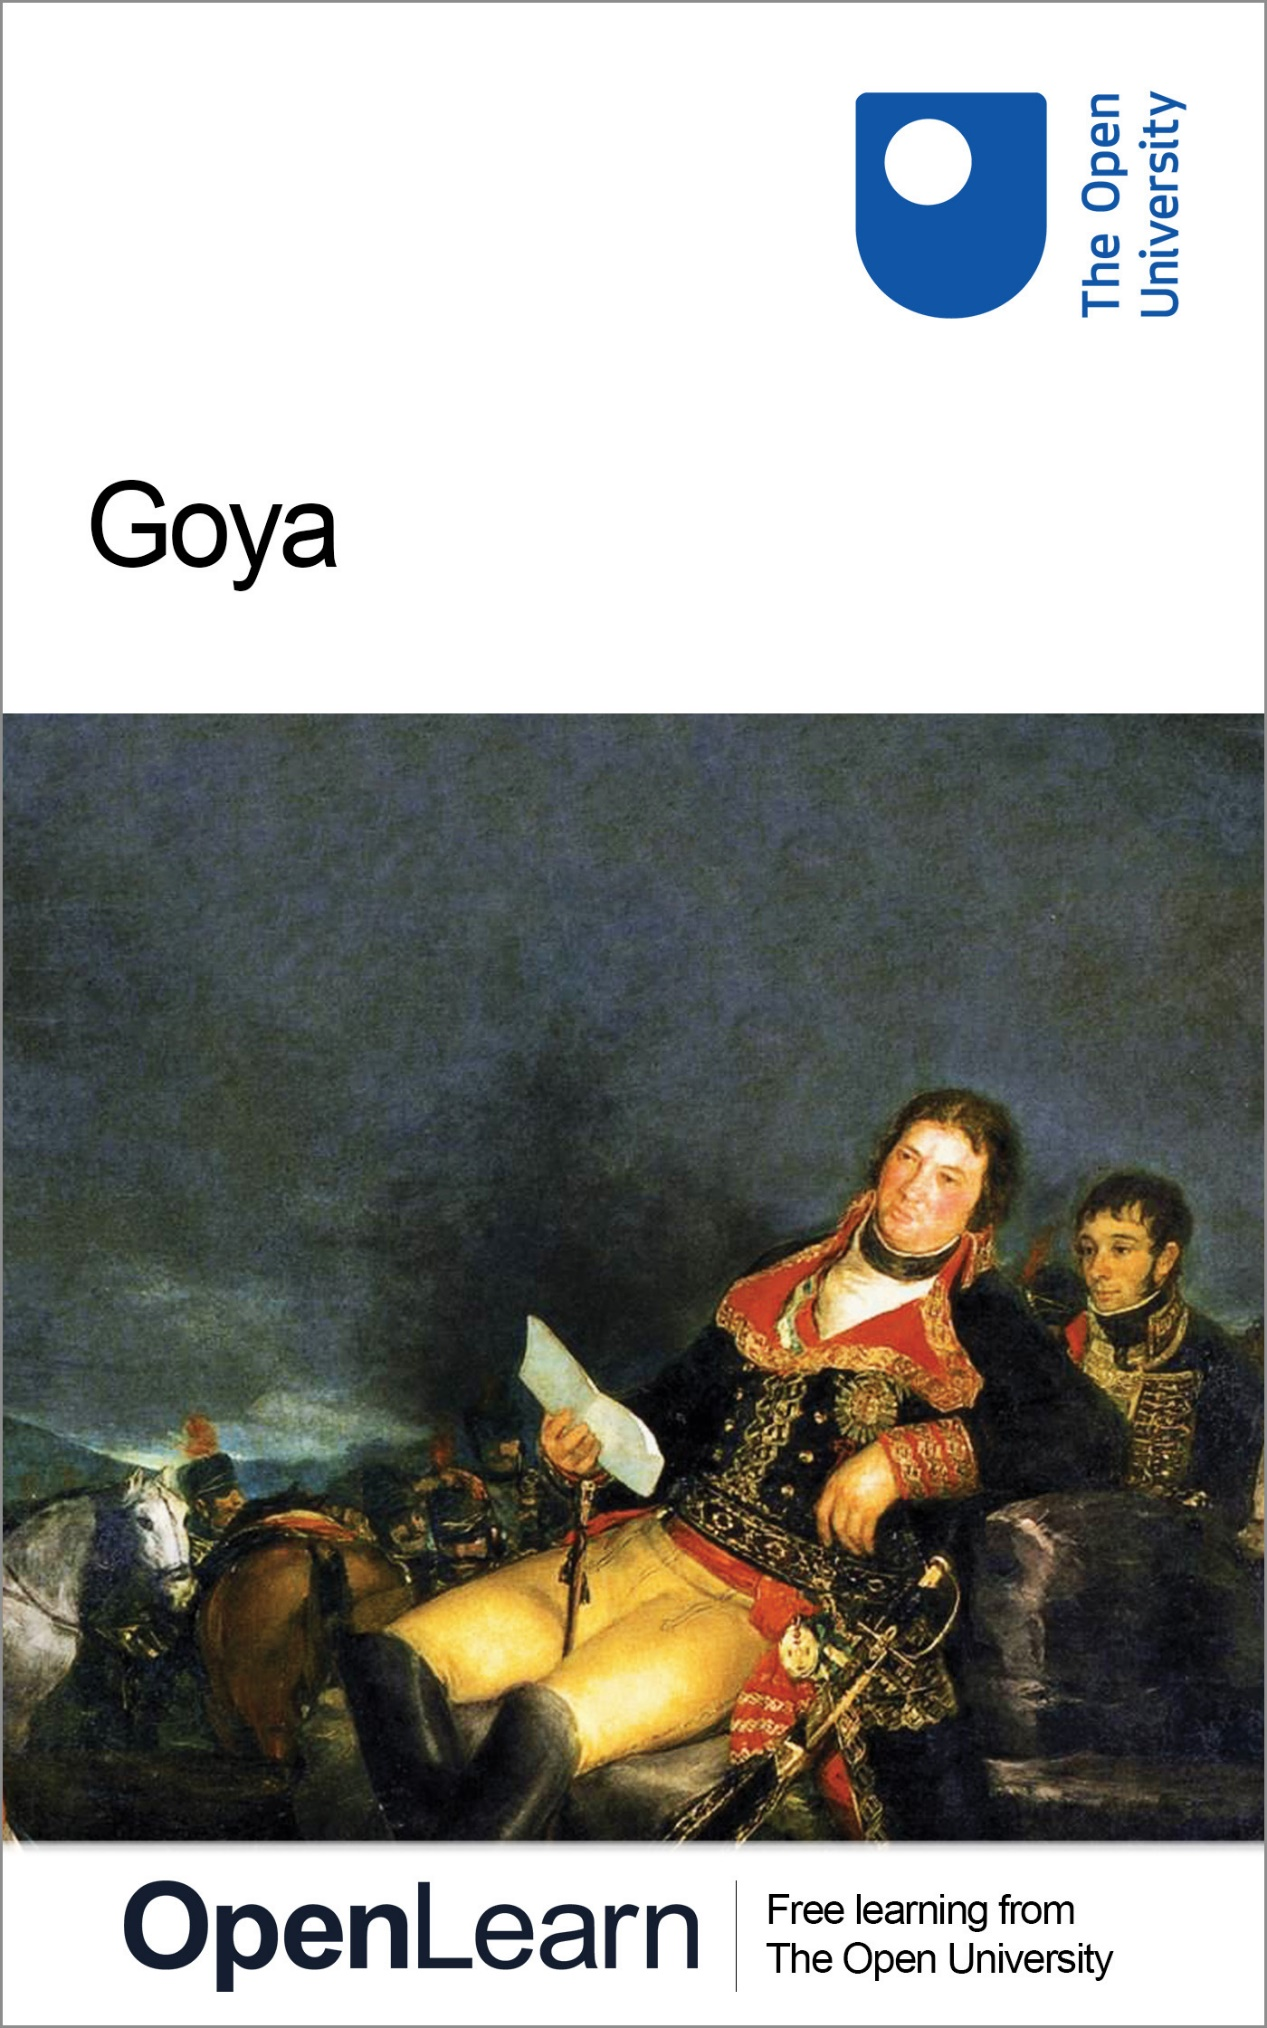 The Open
University
Goya
OpenLearn
Free learning from
The Open University